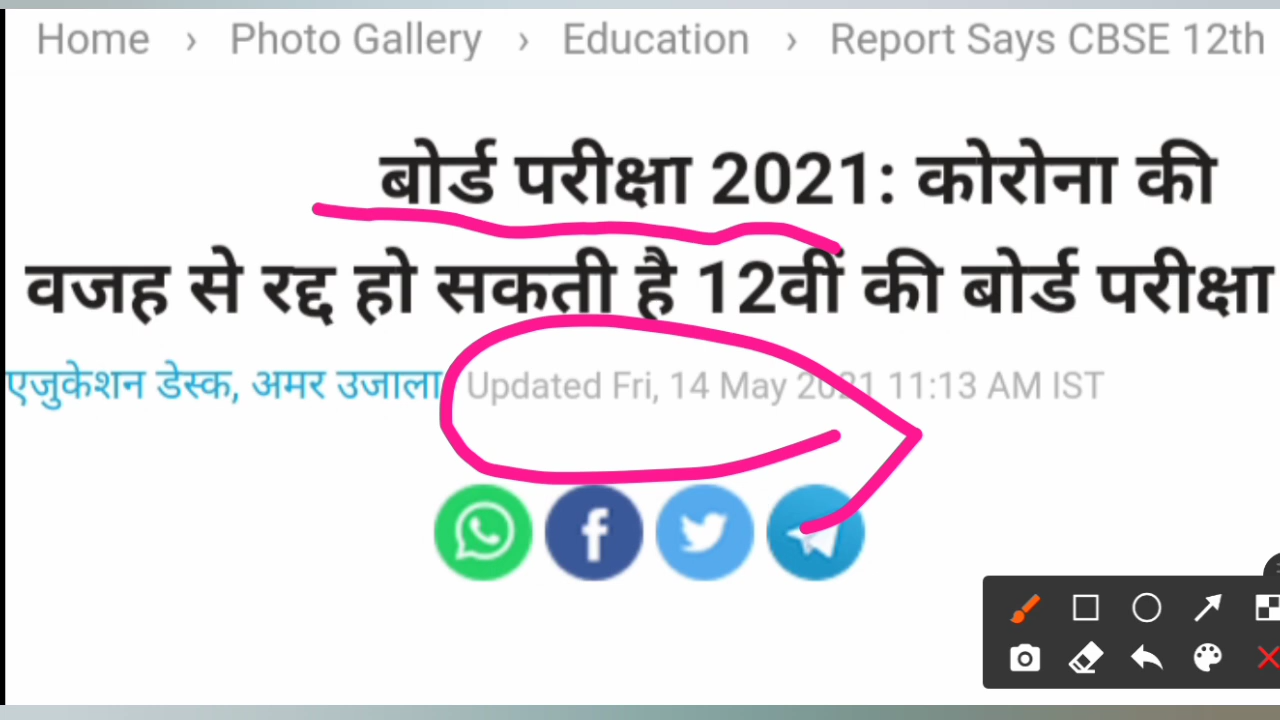 Home › Photo Gallery › Education › Report Says CBSE 12th
बोर्ड परीक्षा 2021: कोरोना की
वजह से रद्द हो सकती है 12वीं की बोर्ड परीक्षा
एजुकेशन डेस्क, अमर उजाला Updated Fri, 14 May 2021 11:13 AM IST